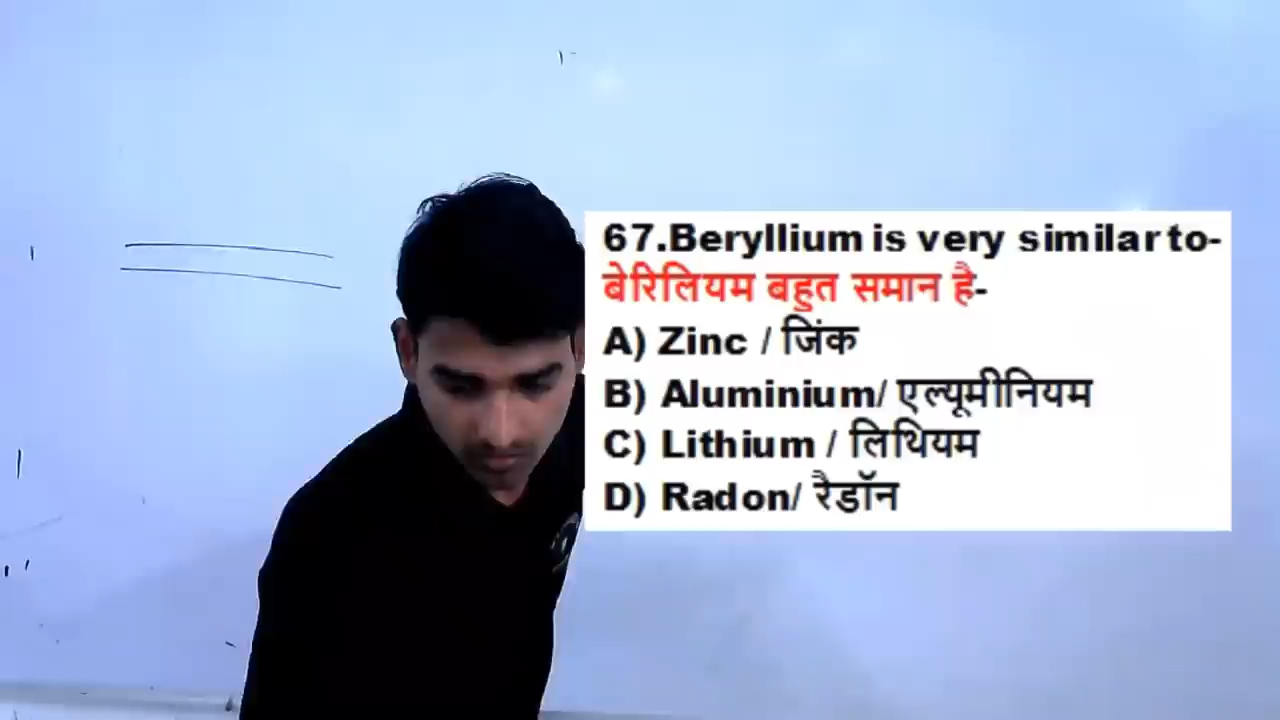 67.Beryllium is very similar to-
बेरिलियम बहुत समान है-
A) Zinc / जिंक
B) Aluminium/ एल्यूमीनियम
C) Lithium / लिथियम
D) Radon/ रैडॉन